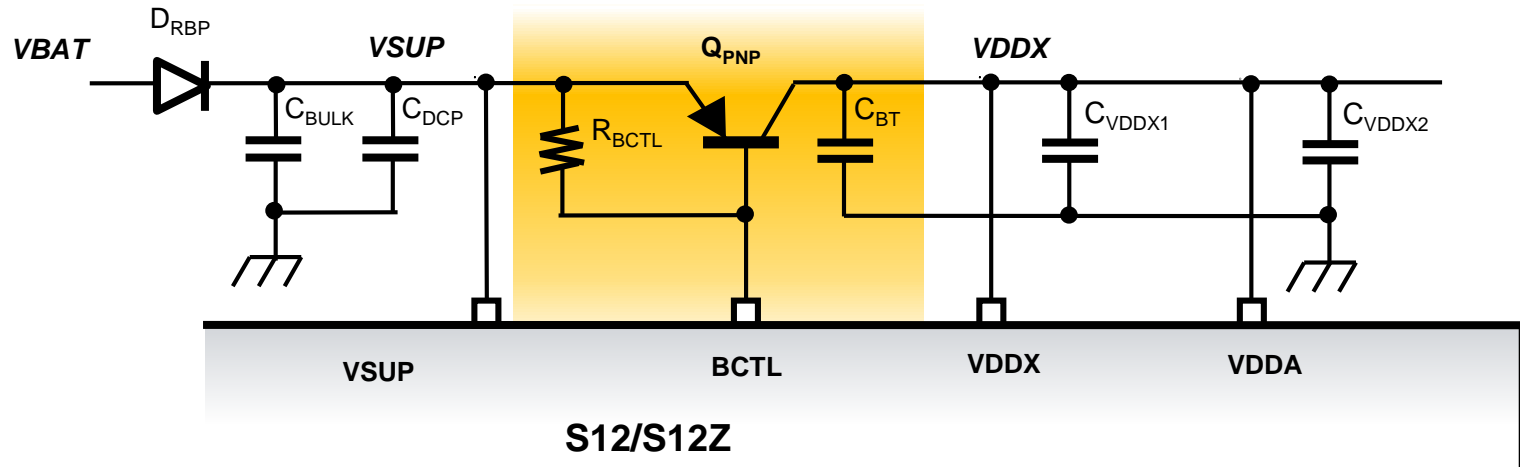 D_RBP
VBAT
VSUP
Q_PNP
VDDX
C_BULK
C_DCP
R_BCTL
C_BT
C_VDDX1
C_VDDX2
VSUP
BCTL
VDDX
VDDA
S12/S12Z